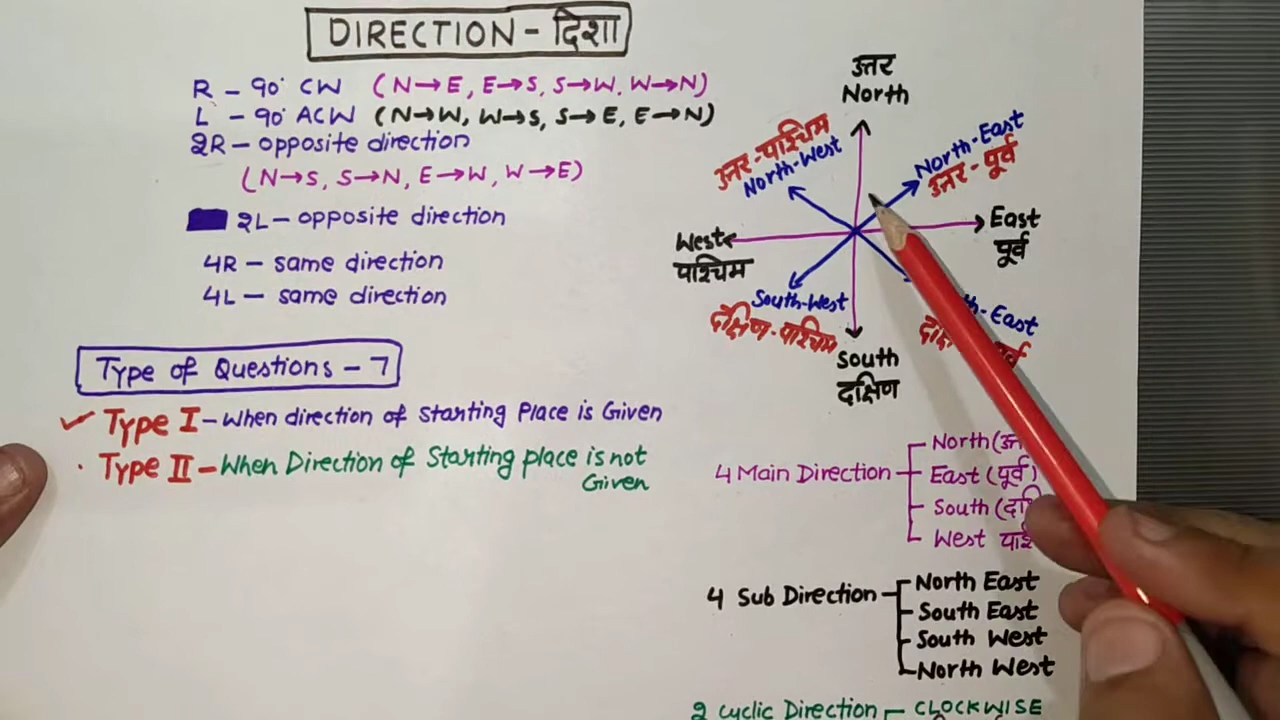 DIRECTION - दिशा
R - 90° CW (N→E, E→S, S→W, W→N)
L - 90° ACW (N→W, W→S, S→E, E→N)
2R - opposite direction
(N→S, S→N, E→W, W→E)
2L - opposite direction
4R - same direction
4L - same direction
Type of Questions - 7
Type I - When direction of Starting Place is Given
Type II - When Direction of Starting place is not
Given
उत्तर
North
उत्तर-पश्चिम
North-West
North-East
उत्तर-पूर्व
West
पश्चिम
East
पूर्व
South-West
दक्षिण-पश्चिम
East
South
दक्षिण
4 Main Direction
North
East (पूर्व)
South
West
4 Sub Direction
North East
South East
South West
North West
2 Cyclic Direction
CLOCKWISE